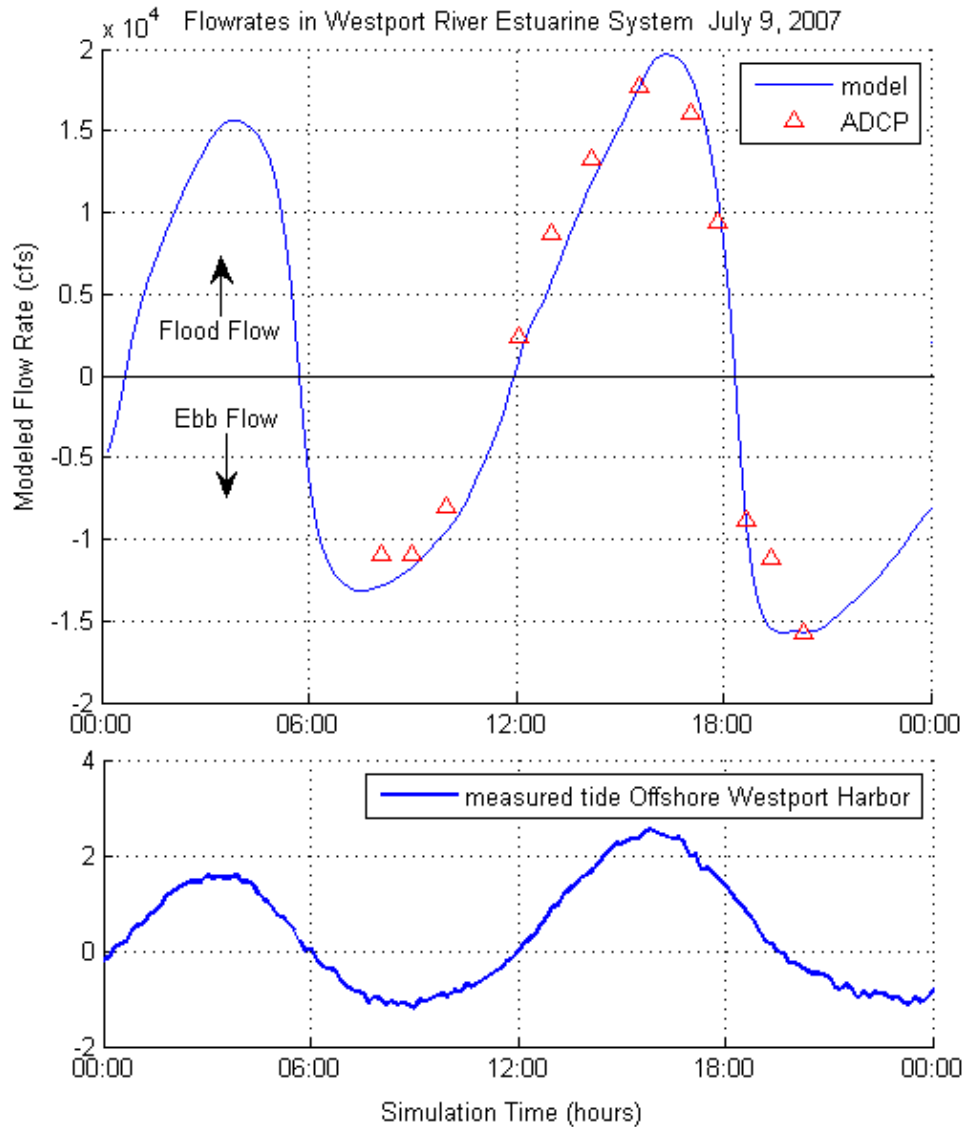 Flowrates in Westport River Estuarine System July 9, 2007
x 10^4
2
1.5
1
0.5
0
-0.5
-1
-1.5
-2
Modeled Flow Rate (cfs)
model
ADCP
Flood Flow
Ebb Flow
00:00 06:00 12:00 18:00 00:00
4
2
0
-2
measured tide Offshore Westport Harbor
00:00 06:00 12:00 18:00 00:00
Simulation Time (hours)